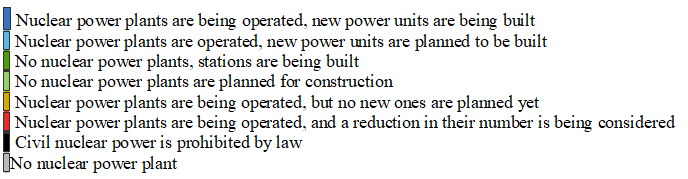 Nuclear power plants are being operated, new power units are being built
Nuclear power plants are operated, new power units are planned to be built
No nuclear power plants, stations are being built
No nuclear power plants are planned for construction
Nuclear power plants are being operated, but no new ones are planned yet
Nuclear power plants are being operated, and a reduction in their number is being considered
Civil nuclear power is prohibited by law
No nuclear power plant